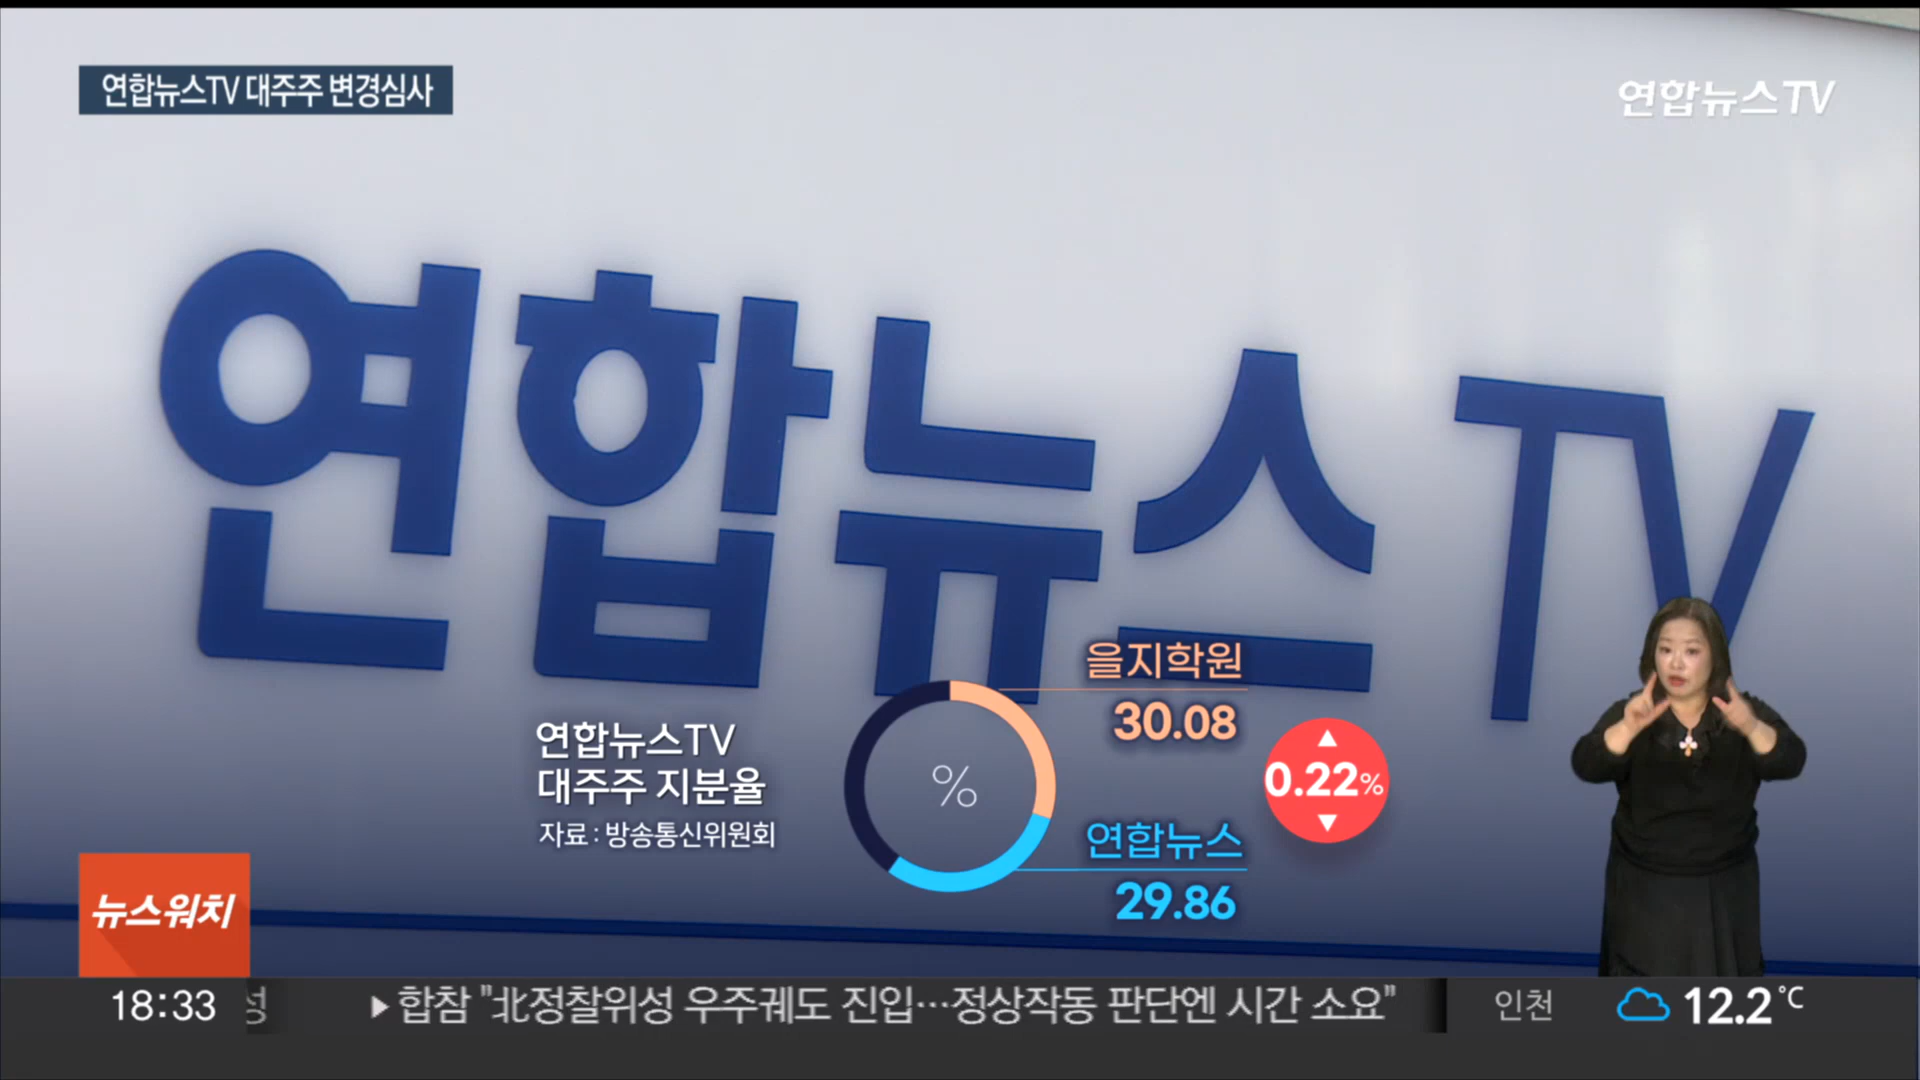 연합뉴스TV 대주주 변경심사
연합뉴스TV
연합뉴스TV
을지학원
30.08
연합뉴스TV
대주주 지분율
자료 : 방송통신위원회
%
▲
0.22%
▼
연합뉴스
29.86
뉴스워치
18:33
성 ▶합참 "北정찰위성 우주궤도 진입…정상작동 판단엔 시간 소요"
인천
12.2℃